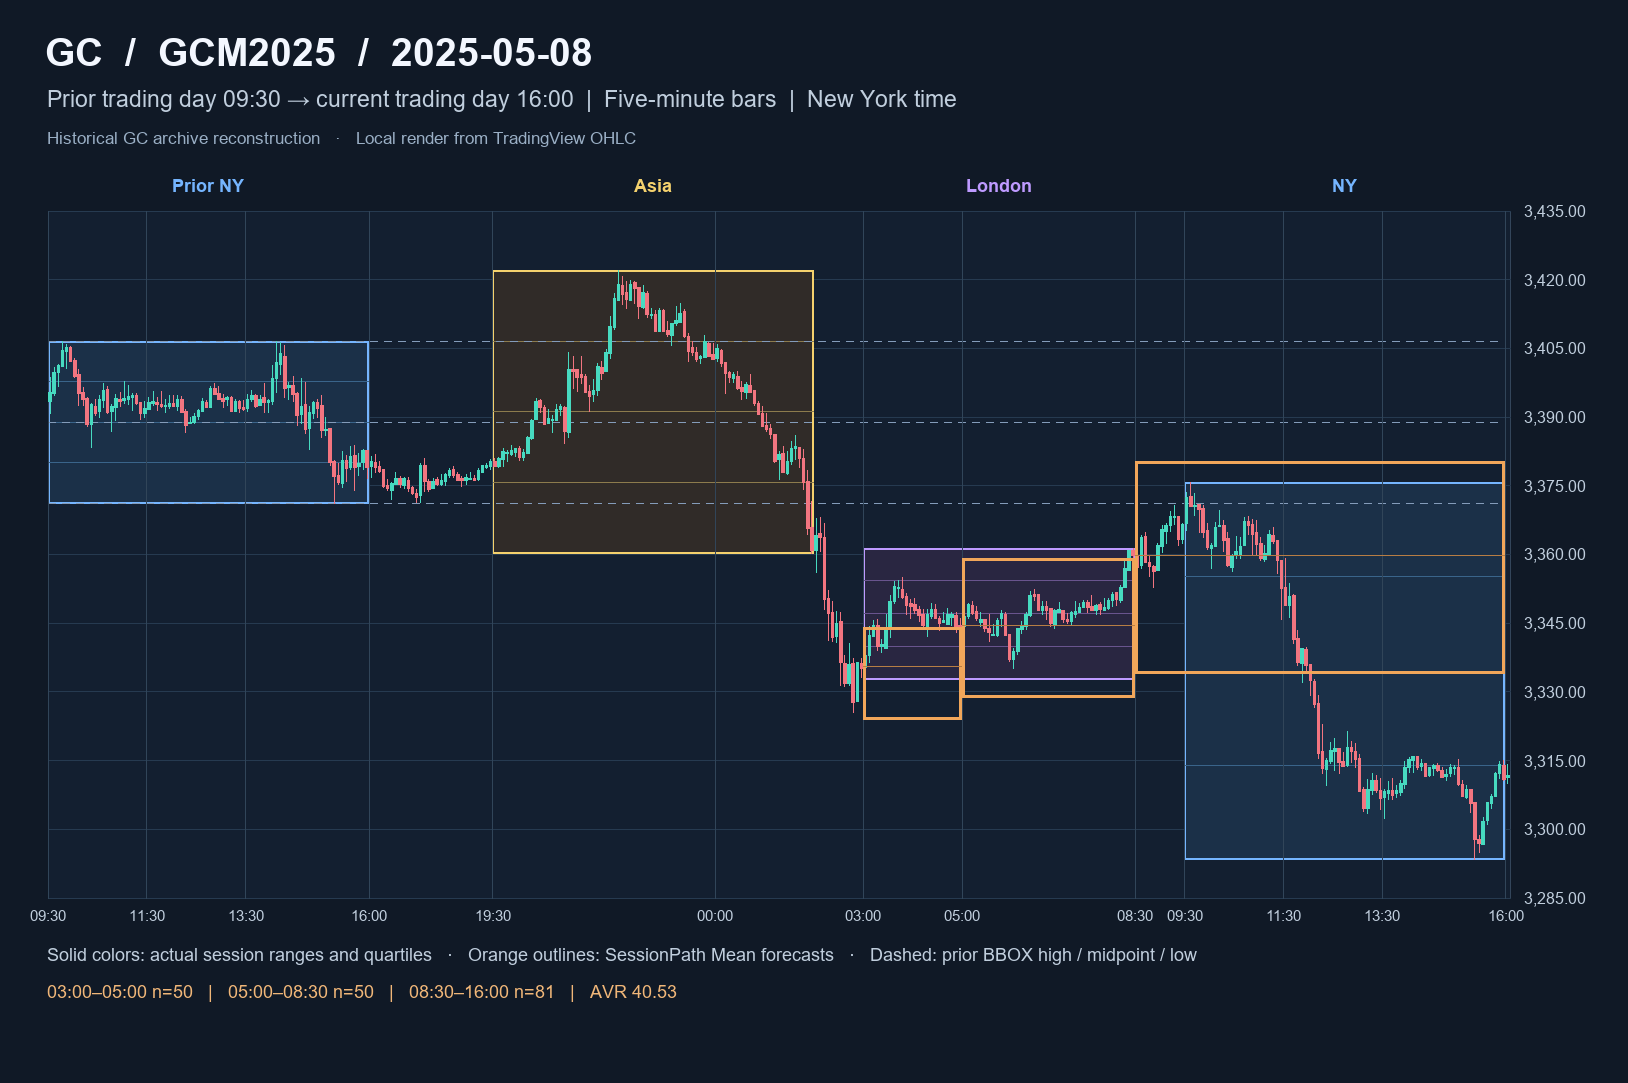 GC / GCM2025 / 2025-05-08
Prior trading day 09:30 → current trading day 16:00 | Five-minute bars | New York time
Historical GC archive reconstruction · Local render from TradingView OHLC
Prior NY Asia London NY
3,435.00
3,420.00
3,405.00
3,390.00
3,375.00
3,360.00
3,345.00
3,330.00
3,315.00
3,300.00
3,285.00
09:30 11:30 13:30 16:00 19:30 00:00 03:00 05:00 08:30 09:30 11:30 13:30 16:00
Solid colors: actual session ranges and quartiles · Orange outlines: SessionPath Mean forecasts · Dashed: prior BBOX high / midpoint / low
03:00–05:00 n=50 | 05:00–08:30 n=50 | 08:30–16:00 n=81 | AVR 40.53